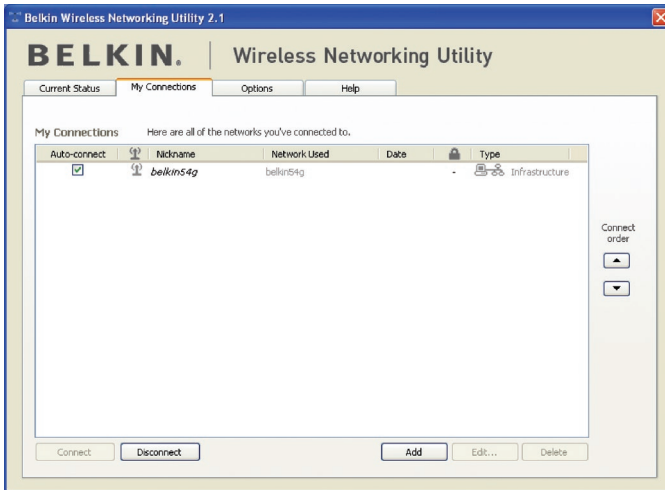 Belkin Wireless Networking Utility 2.1
BELKIN. | Wireless Networking Utility
Current Status My Connections Options Help
My Connections Here are all of the networks you've connected to.
Auto-connect Nickname Network Used Date Type
belkin54g belkin54g - Infrastructure
Connect
order
Connect Disconnect Add Edit... Delete